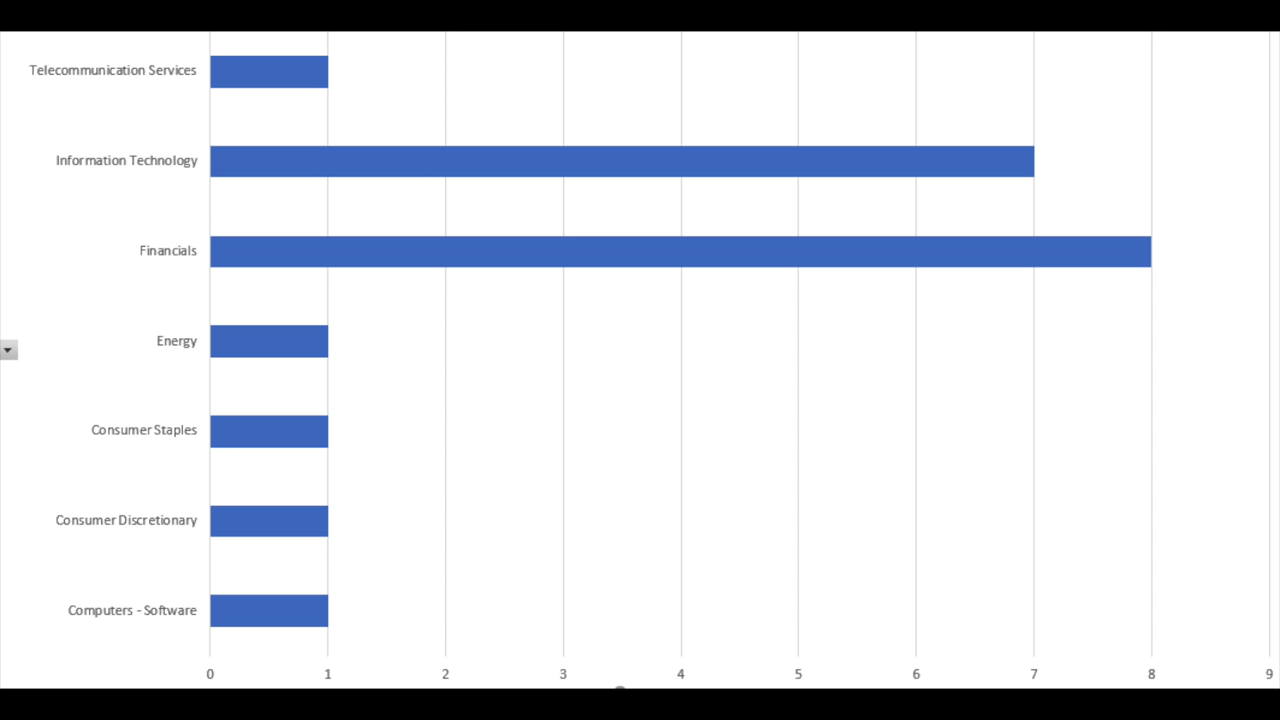 Telecommunication Services
Information Technology
Financials
Energy
Consumer Staples
Consumer Discretionary
Computers - Software
0 1 2 3 4 5 6 7 8 9